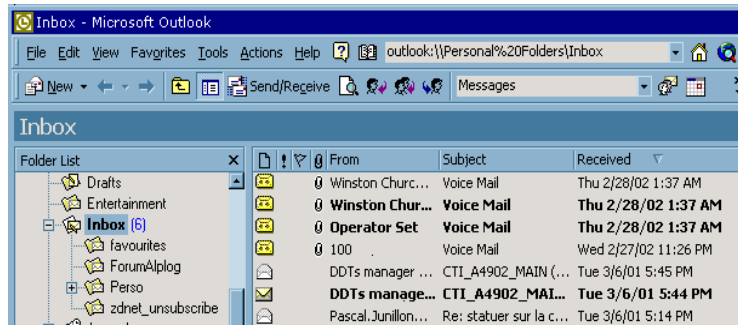 Inbox - Microsoft Outlook
File Edit View Favorites Tools Actions Help outlook:\\Personal%20Folders\Inbox
New Send/Receive Messages
Inbox
Folder List From Subject Received
Drafts Winston Churc... Voice Mail Thu 2/28/02 1:37 AM
Entertainment Winston Chur... Voice Mail Thu 2/28/02 1:37 AM
Inbox (6) Operator Set Voice Mail Thu 2/28/02 1:37 AM
favourites 100 Voice Mail Wed 2/27/02 11:26 PM
ForumAlplog DDTs manager ... CTI_A4902_MAIN (... Tue 3/6/01 5:45 PM
Perso DDTs manage... CTI_A4902_MAI... Tue 3/6/01 5:44 PM
zdnet_unsubscribe Pascal.Junillon... Re: statuer sur la c... Tue 3/6/01 5:14 PM